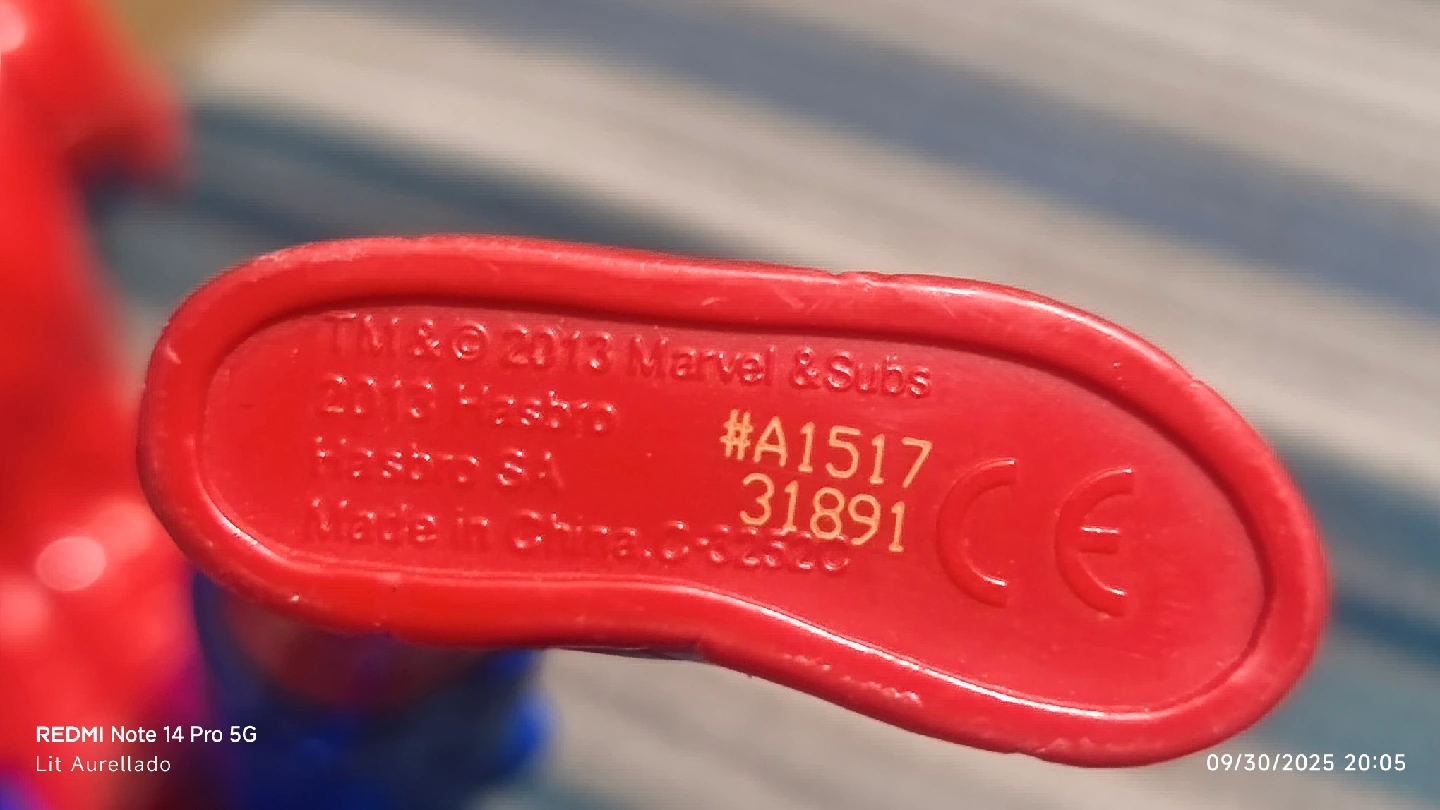 TM & © 2013 Marvel &Subs
2013 Hasbro
Hasbro SA
Made in China.
#A1517
31891
CE
REDMI Note 14 Pro 5G
Lit Aurellado
09/30/2025 20:05